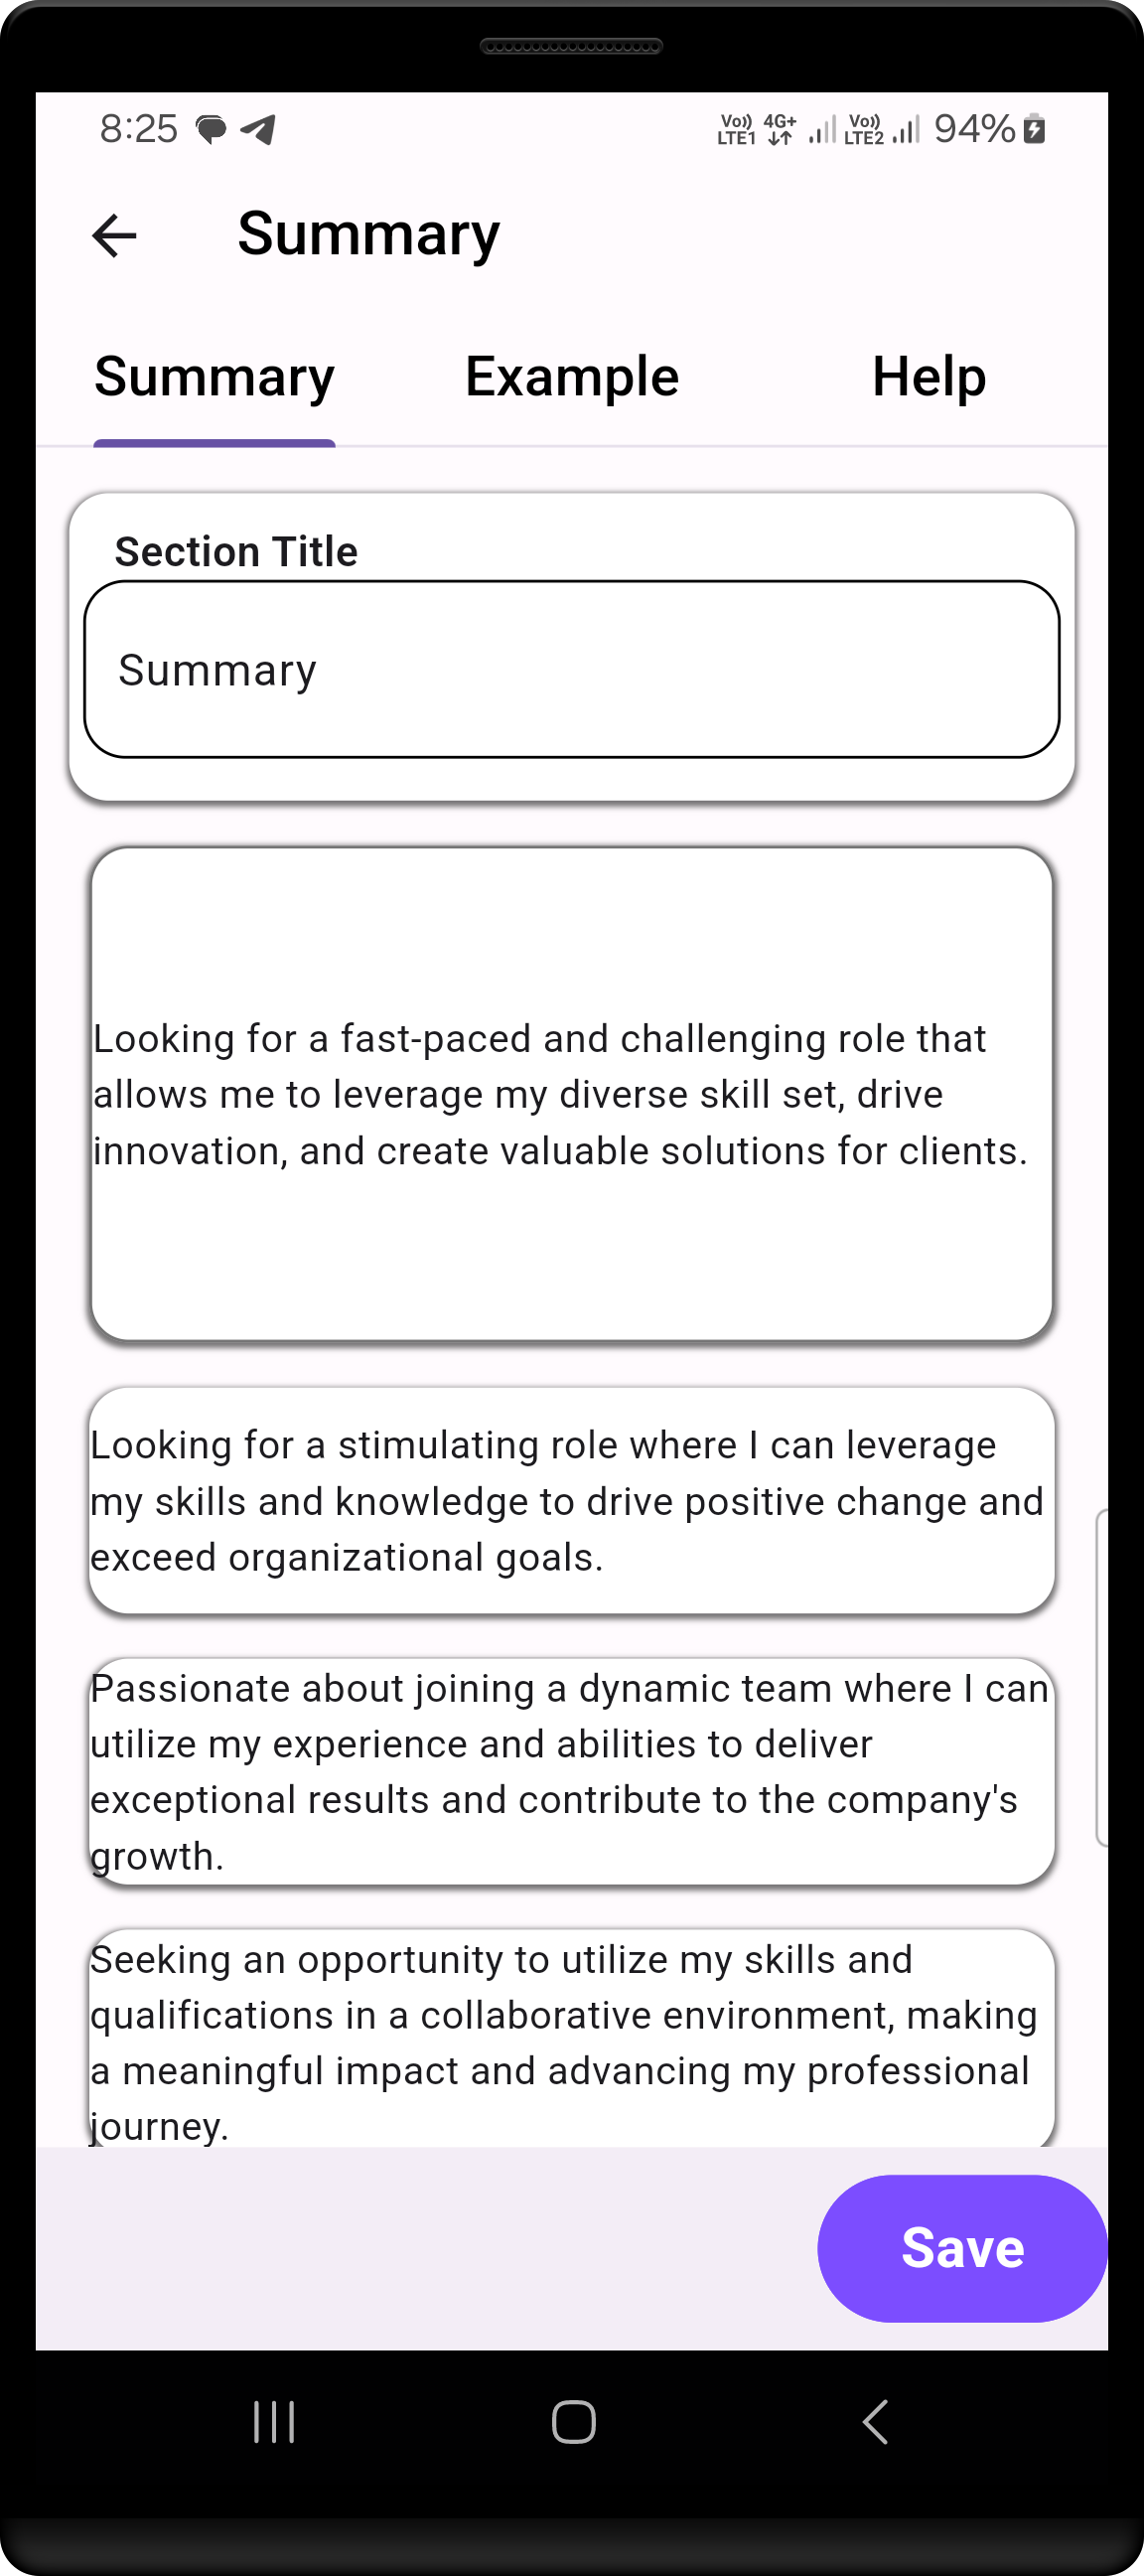 8:25 Vo)) LTE1 4G+ Vo)) LTE2 94%
Summary
Summary Example Help
Section Title
Summary
Looking for a fast-paced and challenging role that
allows me to leverage my diverse skill set, drive
innovation, and create valuable solutions for clients.
Looking for a stimulating role where I can leverage
my skills and knowledge to drive positive change and
exceed organizational goals.
Passionate about joining a dynamic team where I can
utilize my experience and abilities to deliver
exceptional results and contribute to the company's
growth.
Seeking an opportunity to utilize my skills and
qualifications in a collaborative environment, making
a meaningful impact and advancing my professional
journey.
Save